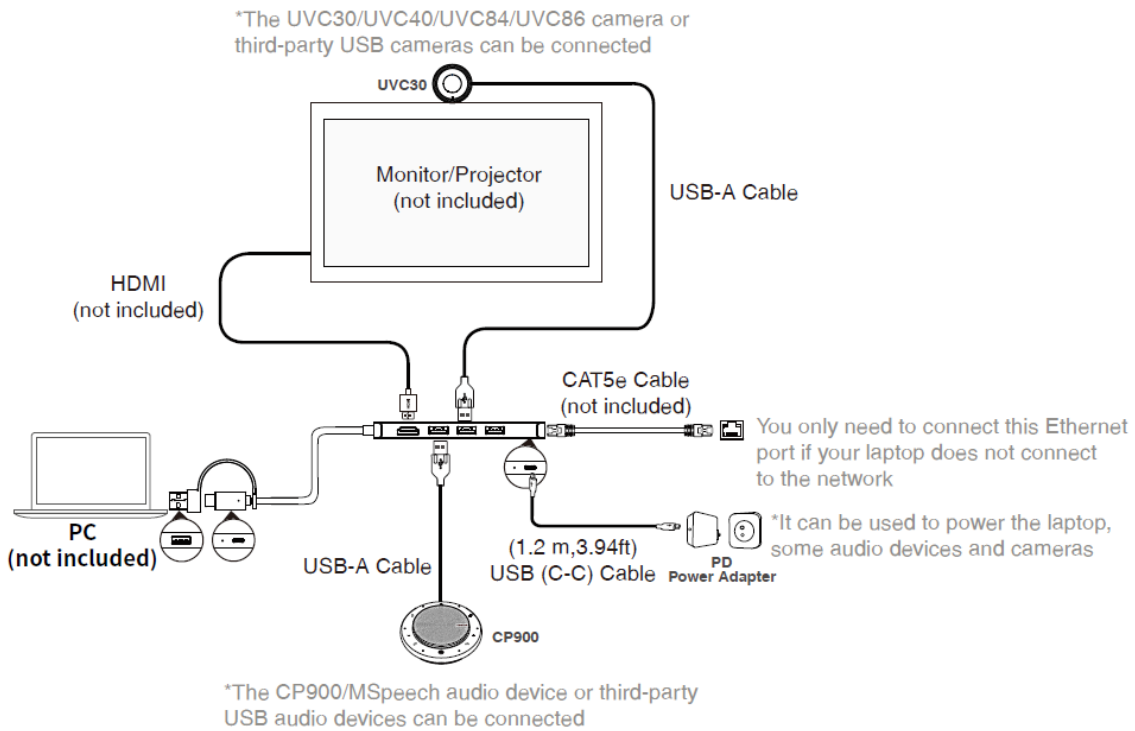 *The UVC30/UVC40/UVC84/UVC86 camera or
third-party USB cameras can be connected
UVC30
Monitor/Projector
(not included)
USB-A Cable
HDMI
(not included)
CAT5e Cable
(not included)
You only need to connect this Ethernet
port if your laptop does not connect
to the network
PC
(not included)
USB-A Cable
(1.2 m,3.94ft)
USB (C-C) Cable
PD
Power Adapter
*It can be used to power the laptop,
some audio devices and cameras
CP900
*The CP900/MSpeech audio device or third-party
USB audio devices can be connected